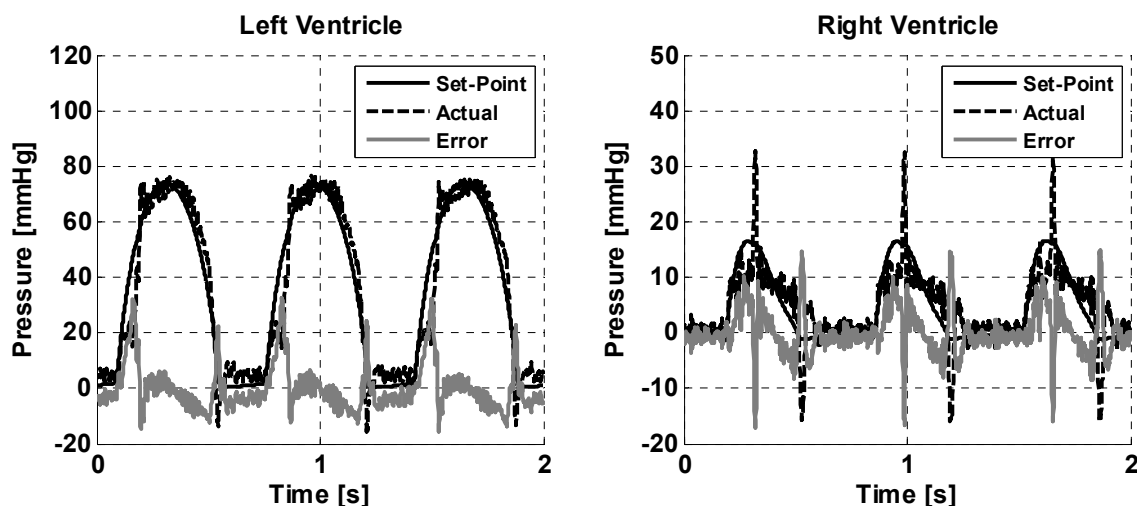 Left Ventricle
120
100
80
60
40
20
0
-20
Pressure [mmHg]
Set-Point
Actual
Error
0
1
2
Time [s]
Right Ventricle
50
40
30
20
10
0
-10
-20
Pressure [mmHg]
Set-Point
Actual
Error
0
1
2
Time [s]